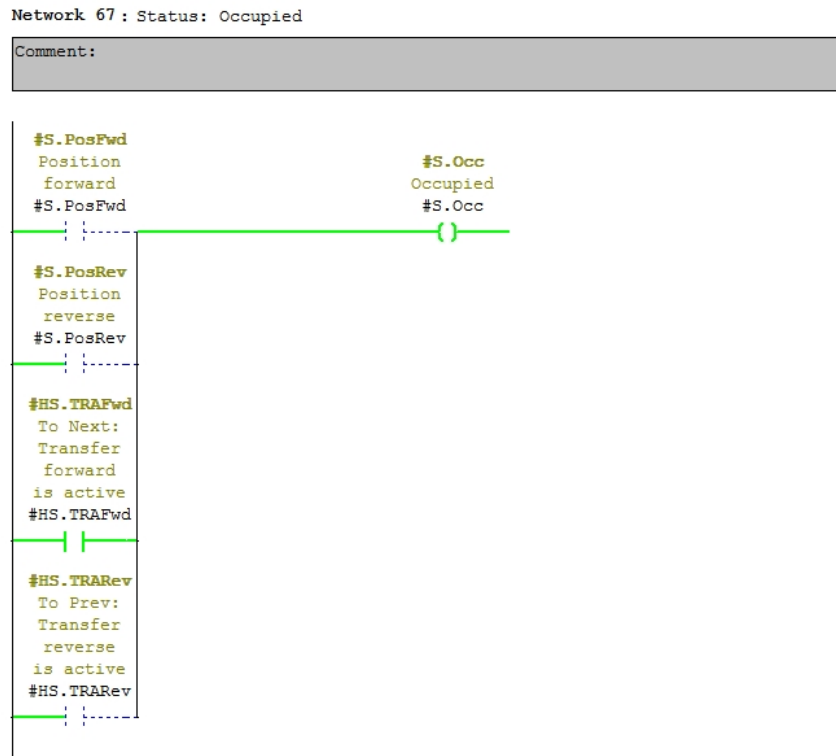 Network 67 : Status: Occupied
Comment:
#S.PosFwd
Position
forward
#S.PosFwd
#S.Occ
Occupied
#S.Occ
#S.PosRev
Position
reverse
#S.PosRev
#HS.TRAFwd
To Next:
Transfer
forward
is active
#HS.TRAFwd
#HS.TRARev
To Prev:
Transfer
reverse
is active
#HS.TRARev